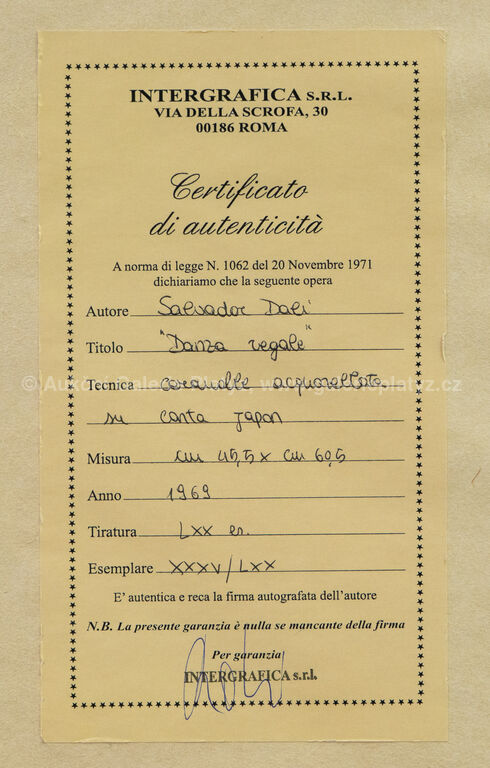 INTERGRAFICA S.R.L.
VIA DELLA SCROFA, 30
00186 ROMA
Certificato
di autenticità
A norma di legge N. 1062 del 20 Novembre 1971
dichiariamo che la seguente opera
Autore Salvador Dalì
Titolo "Danza regale"
Tecnica acquarellata
su carta japon
Misura cm 45,5 x cm 60,5
Anno 1969
Tiratura LXX es.
Esemplare XXXV/LXX
E' autentica e reca la firma autografata dell'autore
N.B. La presente garanzia è nulla se mancante della firma
Per garanzia
INTERGRAFICA s.r.l.